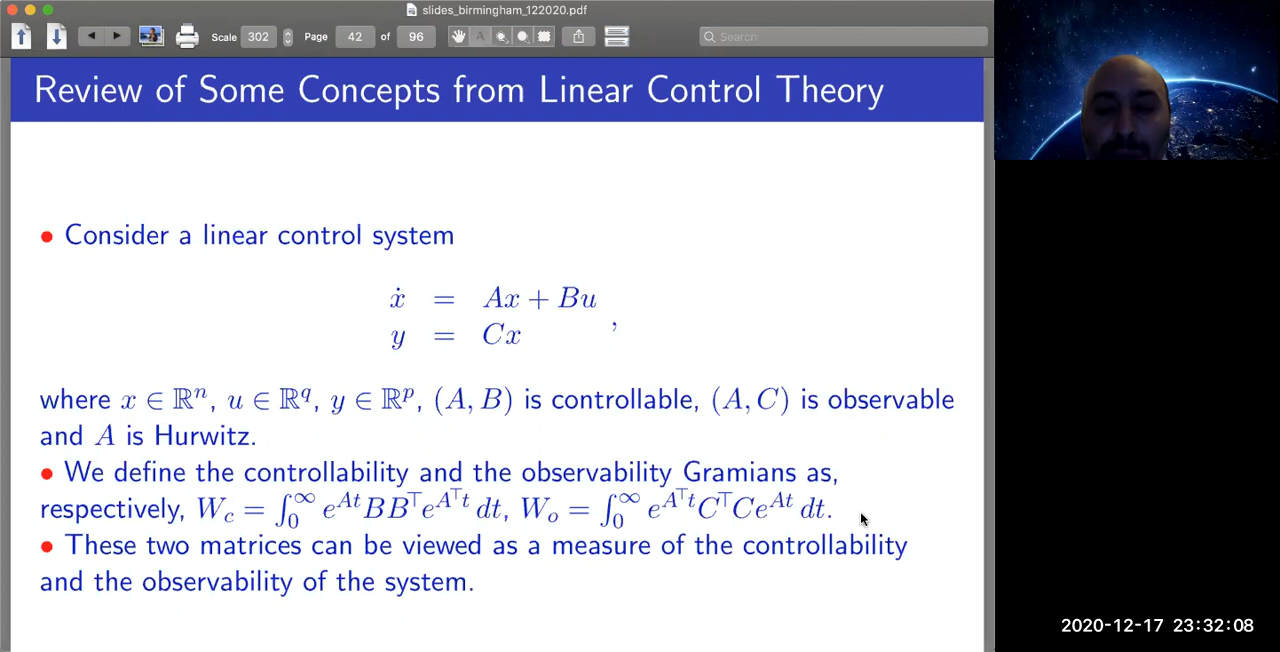 slides_birmingham_122020.pdf
Scale 302 Page 42 of 96 Search
Review of Some Concepts from Linear Control Theory
• Consider a linear control system
ẋ = Ax + Bu
y = Cx ,
where x ∈ ℝⁿ, u ∈ ℝ^q, y ∈ ℝ^p, (A, B) is controllable, (A, C) is observable
and A is Hurwitz.
• We define the controllability and the observability Gramians as,
respectively, W_c = ∫₀^∞ e^{At} BB^⊤ e^{A^⊤t} dt, W_o = ∫₀^∞ e^{A^⊤t} C^⊤ C e^{At} dt.
• These two matrices can be viewed as a measure of the controllability
and the observability of the system.
2020-12-17 23:32:08